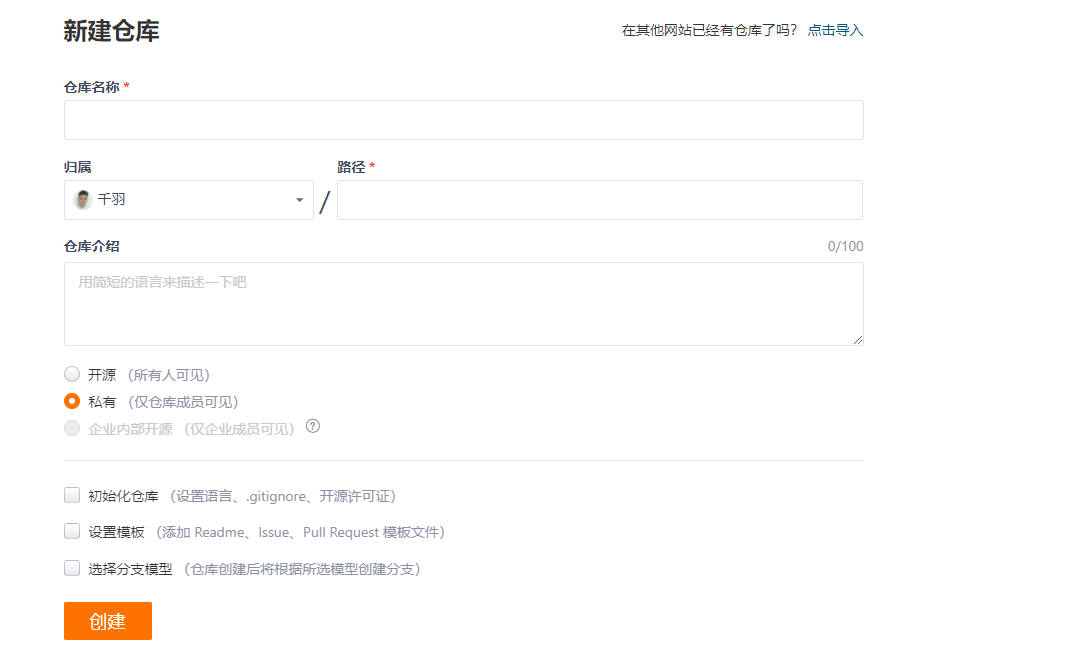 新建仓库
在其他网站已经有仓库了吗? 点击导入
仓库名称 *
归属
路径 *
千羽
/
仓库介绍
0/100
用简短的语言来描述一下吧
开源 (所有人可见)
私有 (仅仓库成员可见)
企业内部开源 (仅企业成员可见) ?
初始化仓库 (设置语言、.gitignore、开源许可证)
设置模板 (添加 Readme、Issue、Pull Request 模板文件)
选择分支模型 (仓库创建后将根据所选模型创建分支)
创建